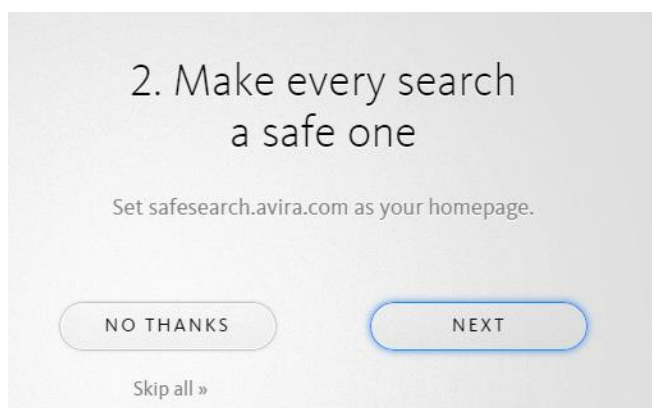 2. Make every search
a safe one
Set safesearch.avira.com as your homepage.
NO THANKS
NEXT
Skip all »